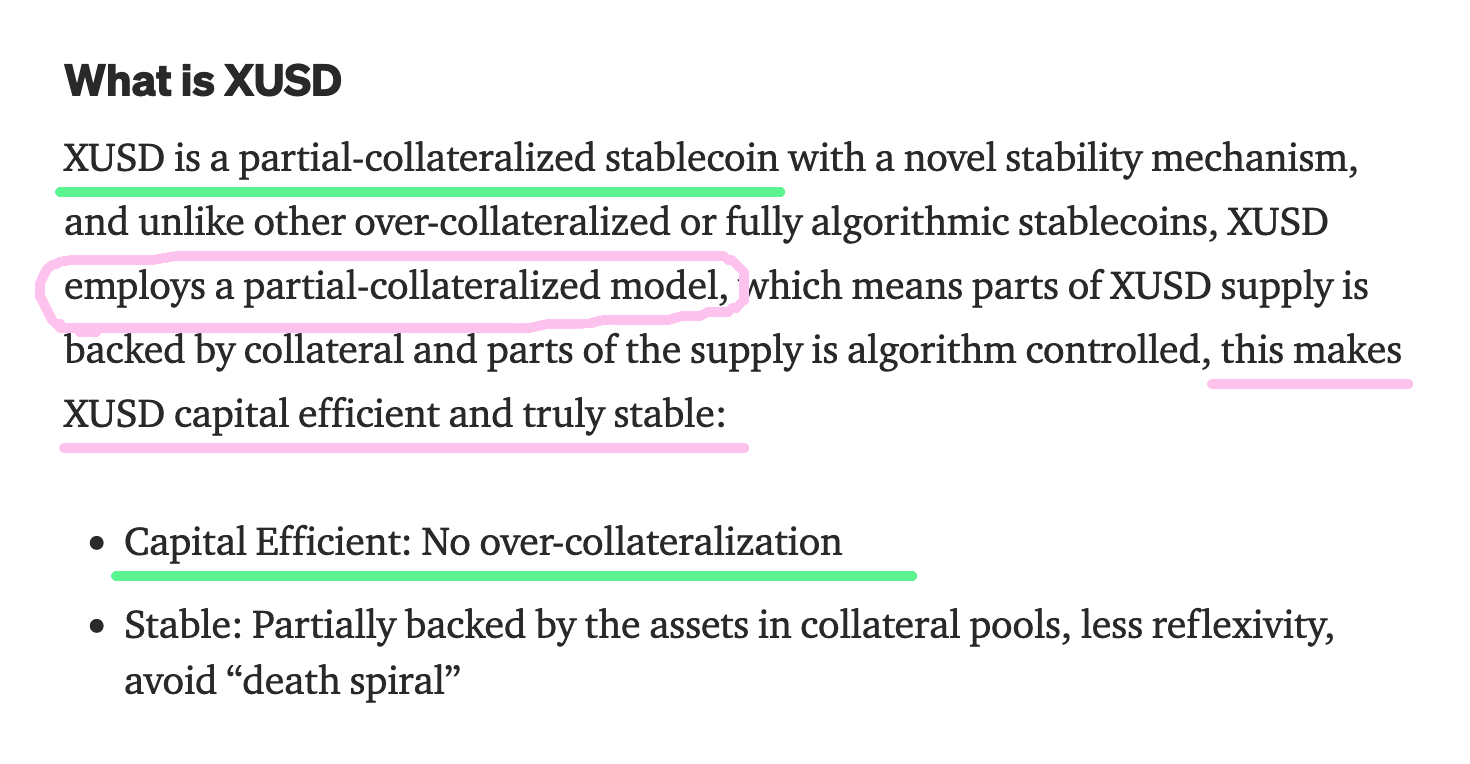 What is XUSD
XUSD is a partial-collateralized stablecoin with a novel stability mechanism,
and unlike other over-collateralized or fully algorithmic stablecoins, XUSD
employs a partial-collateralized model, which means parts of XUSD supply is
backed by collateral and parts of the supply is algorithm controlled, this makes
XUSD capital efficient and truly stable:
• Capital Efficient: No over-collateralization
• Stable: Partially backed by the assets in collateral pools, less reflexivity,
avoid “death spiral”